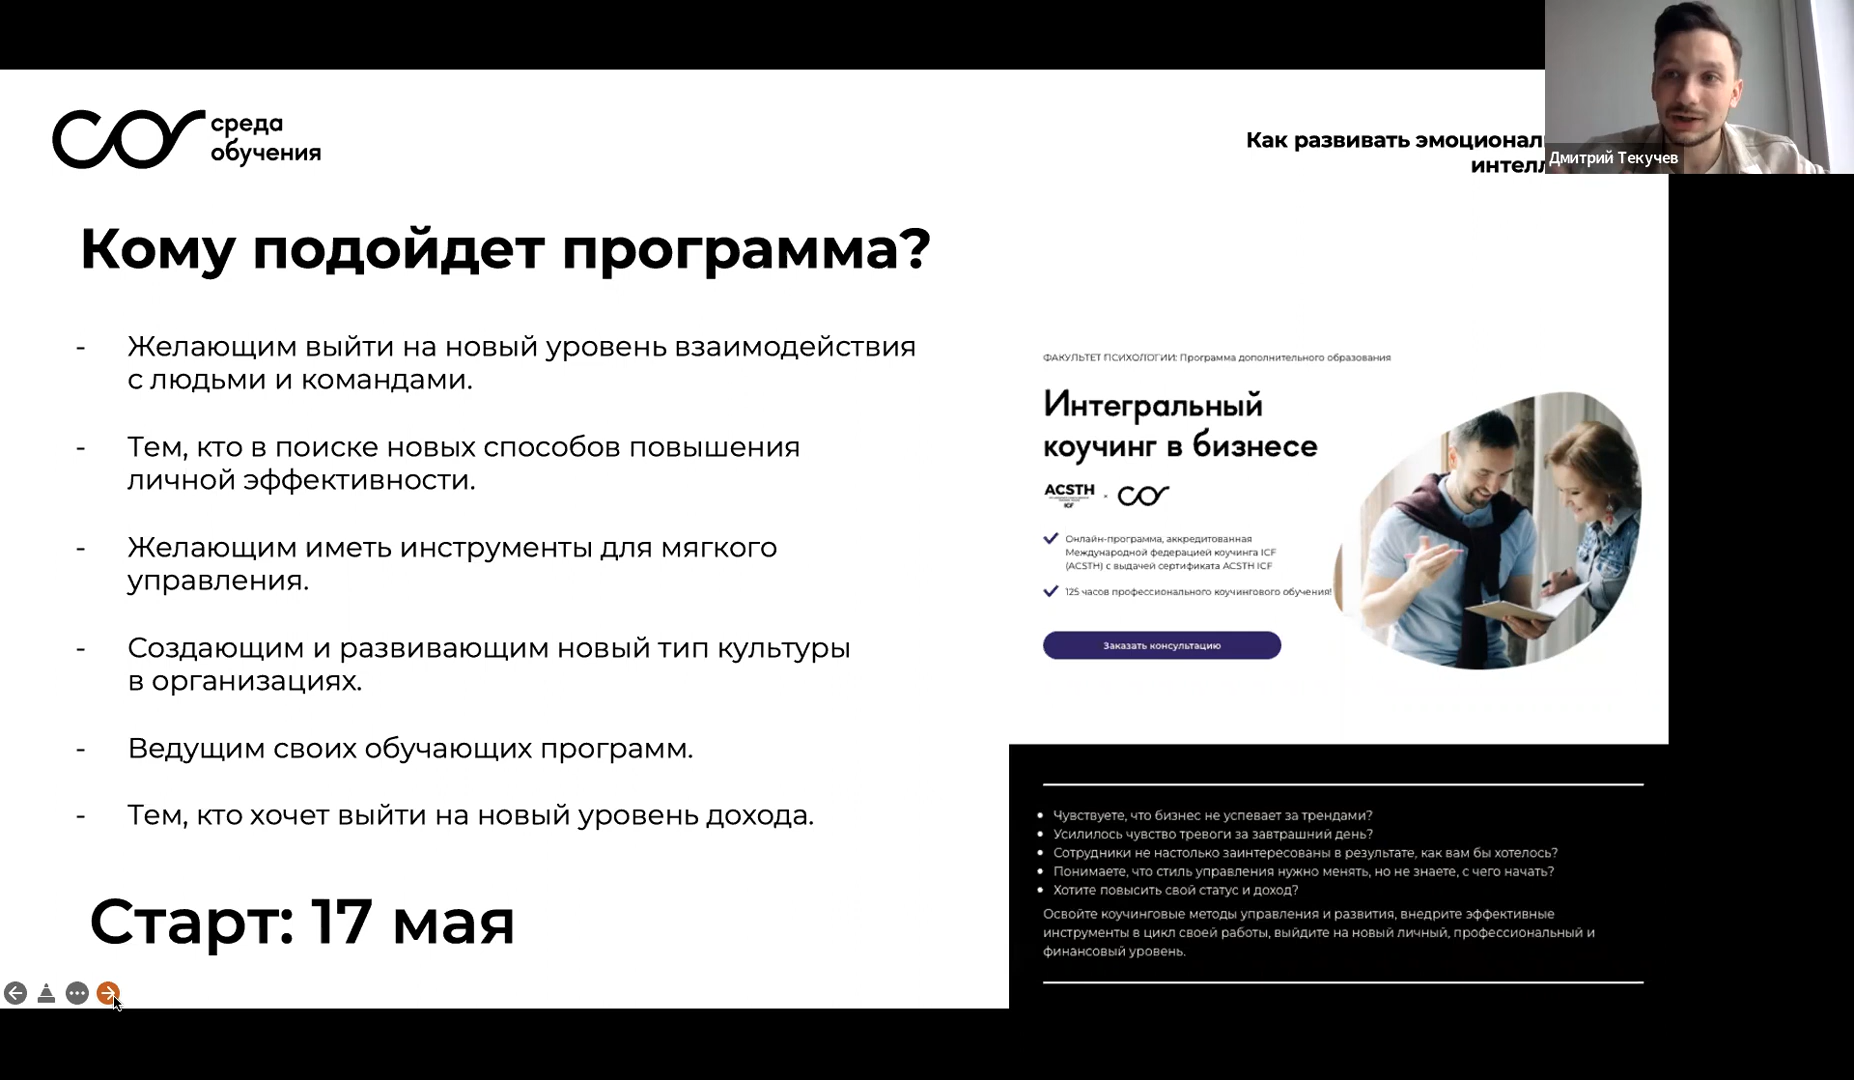 среда
обучения
Как развивать эмоционал
интел
Дмитрий Текучев
Кому подойдет программа?
- Желающим выйти на новый уровень взаимодействия
с людьми и командами.
- Тем, кто в поиске новых способов повышения
личной эффективности.
- Желающим иметь инструменты для мягкого
управления.
- Создающим и развивающим новый тип культуры
в организациях.
- Ведущим своих обучающих программ.
- Тем, кто хочет выйти на новый уровень дохода.
Старт: 17 мая
ФАКУЛЬТЕТ ПСИХОЛОГИИ: Программа дополнительного образования
Интегральный
коучинг в бизнесе
ACSTH
ICF
Онлайн-программа, аккредитованная
Международной федерацией коучинга ICF
(ACSTH) с выдачей сертификата ACSTH ICF
125 часов профессионального коучингового обучения!
Заказать консультацию
• Чувствуете, что бизнес не успевает за трендами?
• Усилилось чувство тревоги за завтрашний день?
• Сотрудники не настолько заинтересованы в результате, как вам бы хотелось?
• Понимаете, что стиль управления нужно менять, но не знаете, с чего начать?
• Хотите повысить свой статус и доход?
Освойте коучинговые методы управления и развития, внедрите эффективные
инструменты в цикл своей работы, выйдите на новый личный, профессиональный и
финансовый уровень.